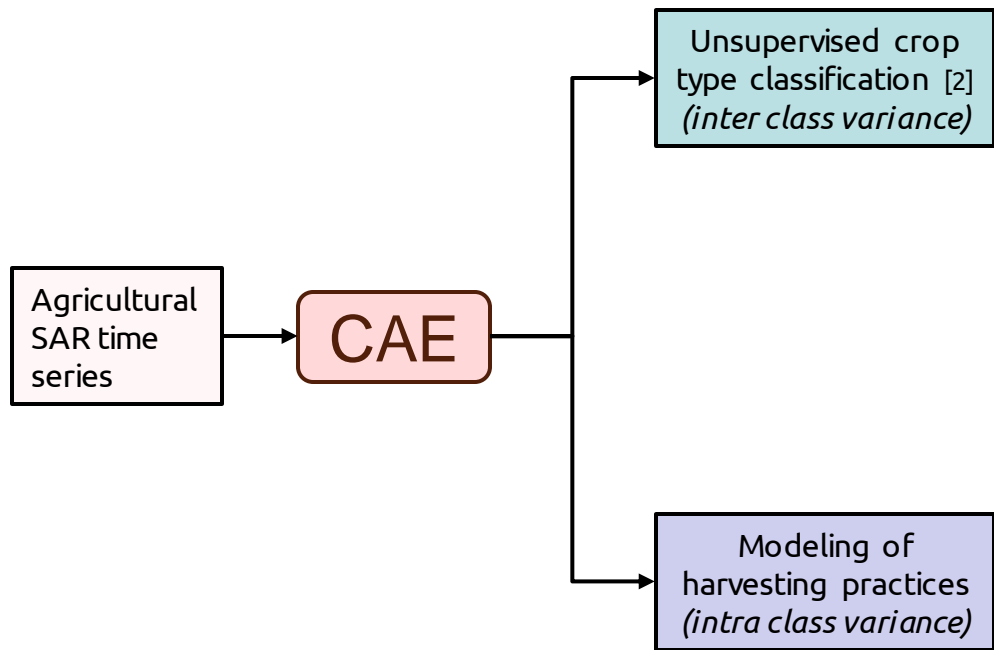 Unsupervised crop
type classification [2]
(inter class variance)
Agricultural
SAR time
series
CAE
Modeling of
harvesting practices
(intra class variance)